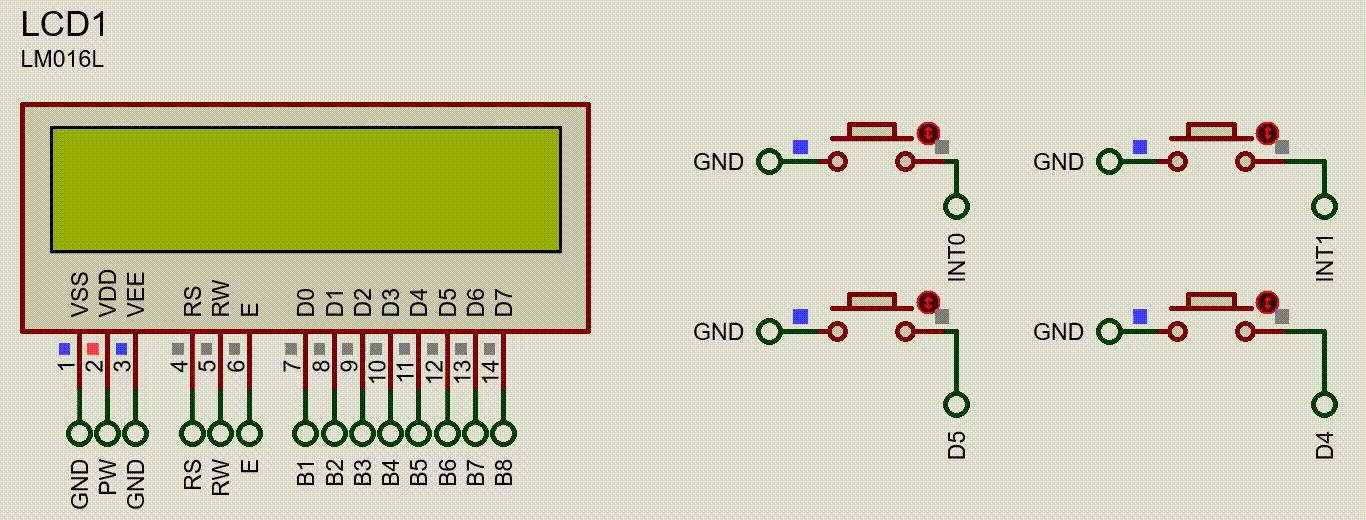 LCD1
LM016L
VSS VDD VEE RS RW E D0 D1 D2 D3 D4 D5 D6 D7
1 2 3 4 5 6 7 8 9 10 11 12 13 14
GND PW GND RS RW E B1 B2 B3 B4 B5 B6 B7 B8
GND INT0
GND INT1
GND D5
GND D4